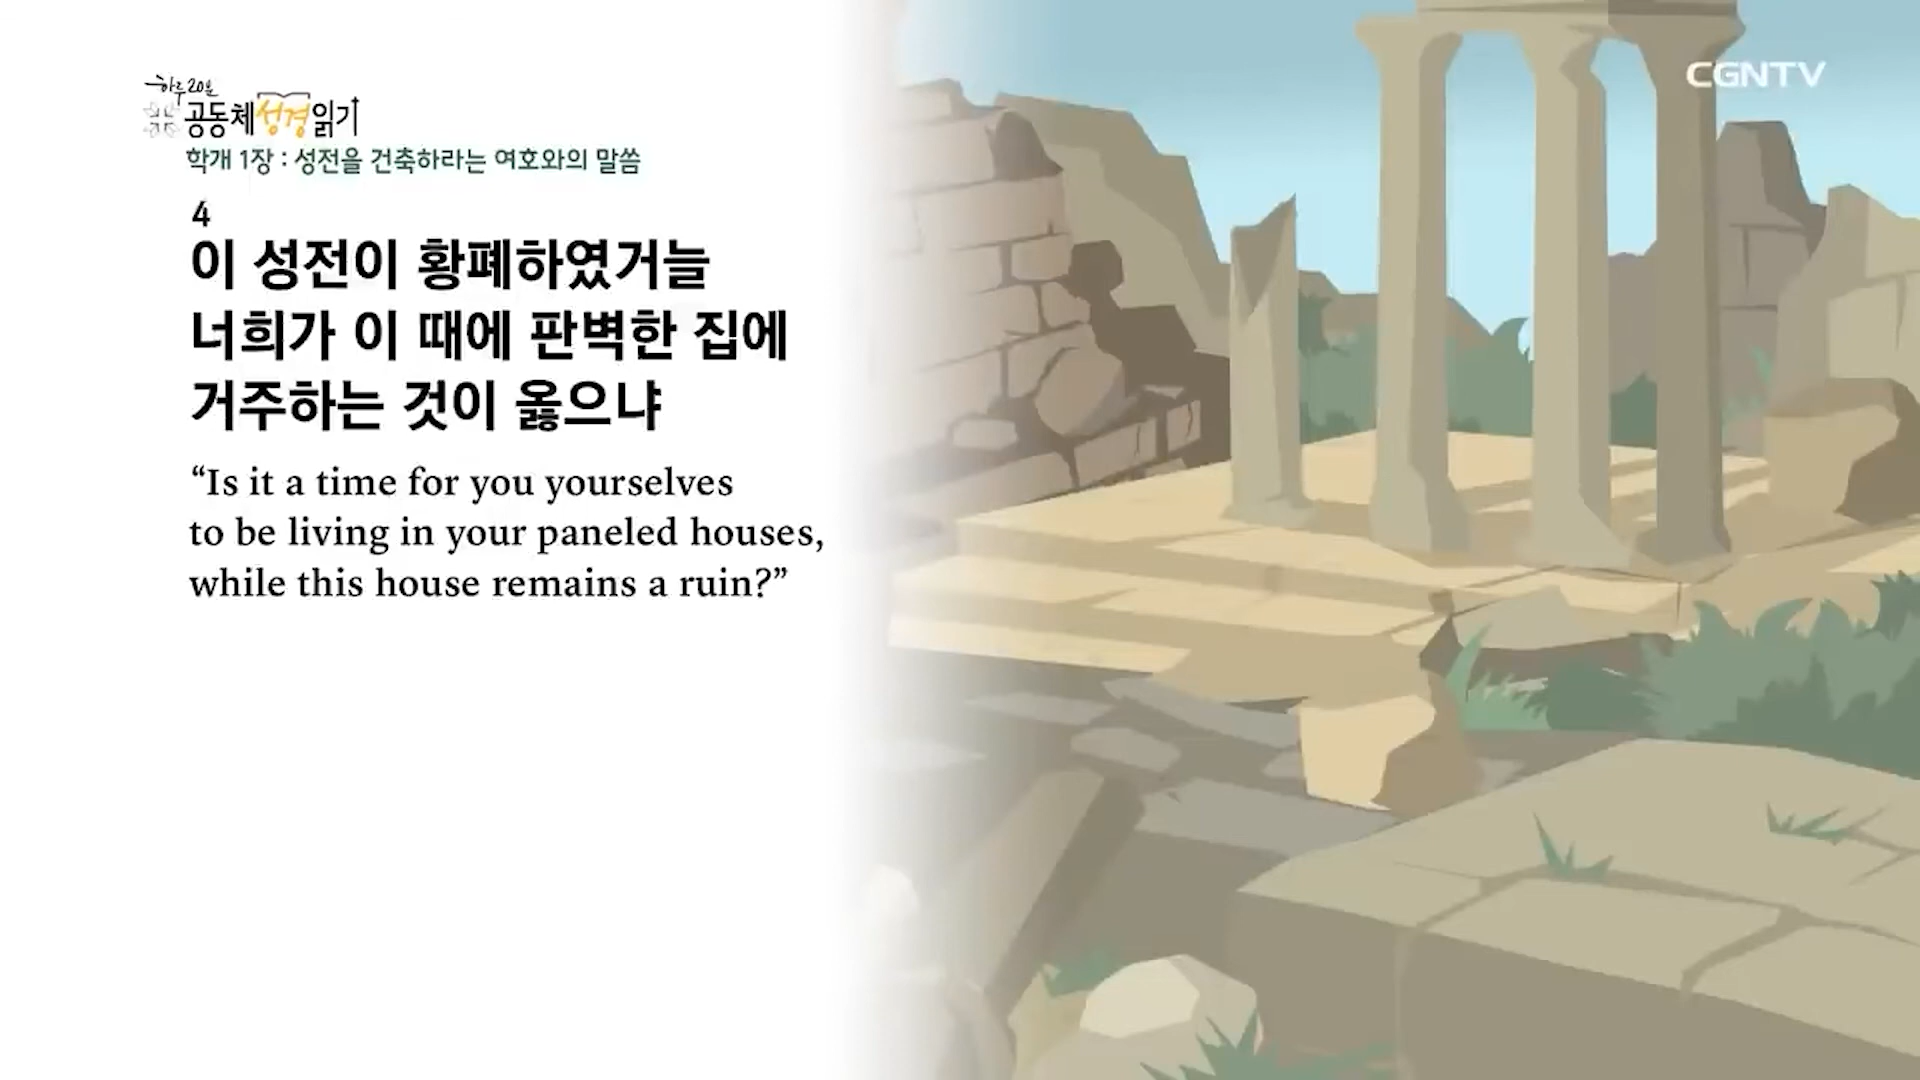 하루 20분
공동체성경읽기
CGNTV
학개 1장 : 성전을 건축하라는 여호와의 말씀
4
이 성전이 황폐하였거늘
너희가 이 때에 판벽한 집에
거주하는 것이 옳으냐
“Is it a time for you yourselves
to be living in your paneled houses,
while this house remains a ruin?”